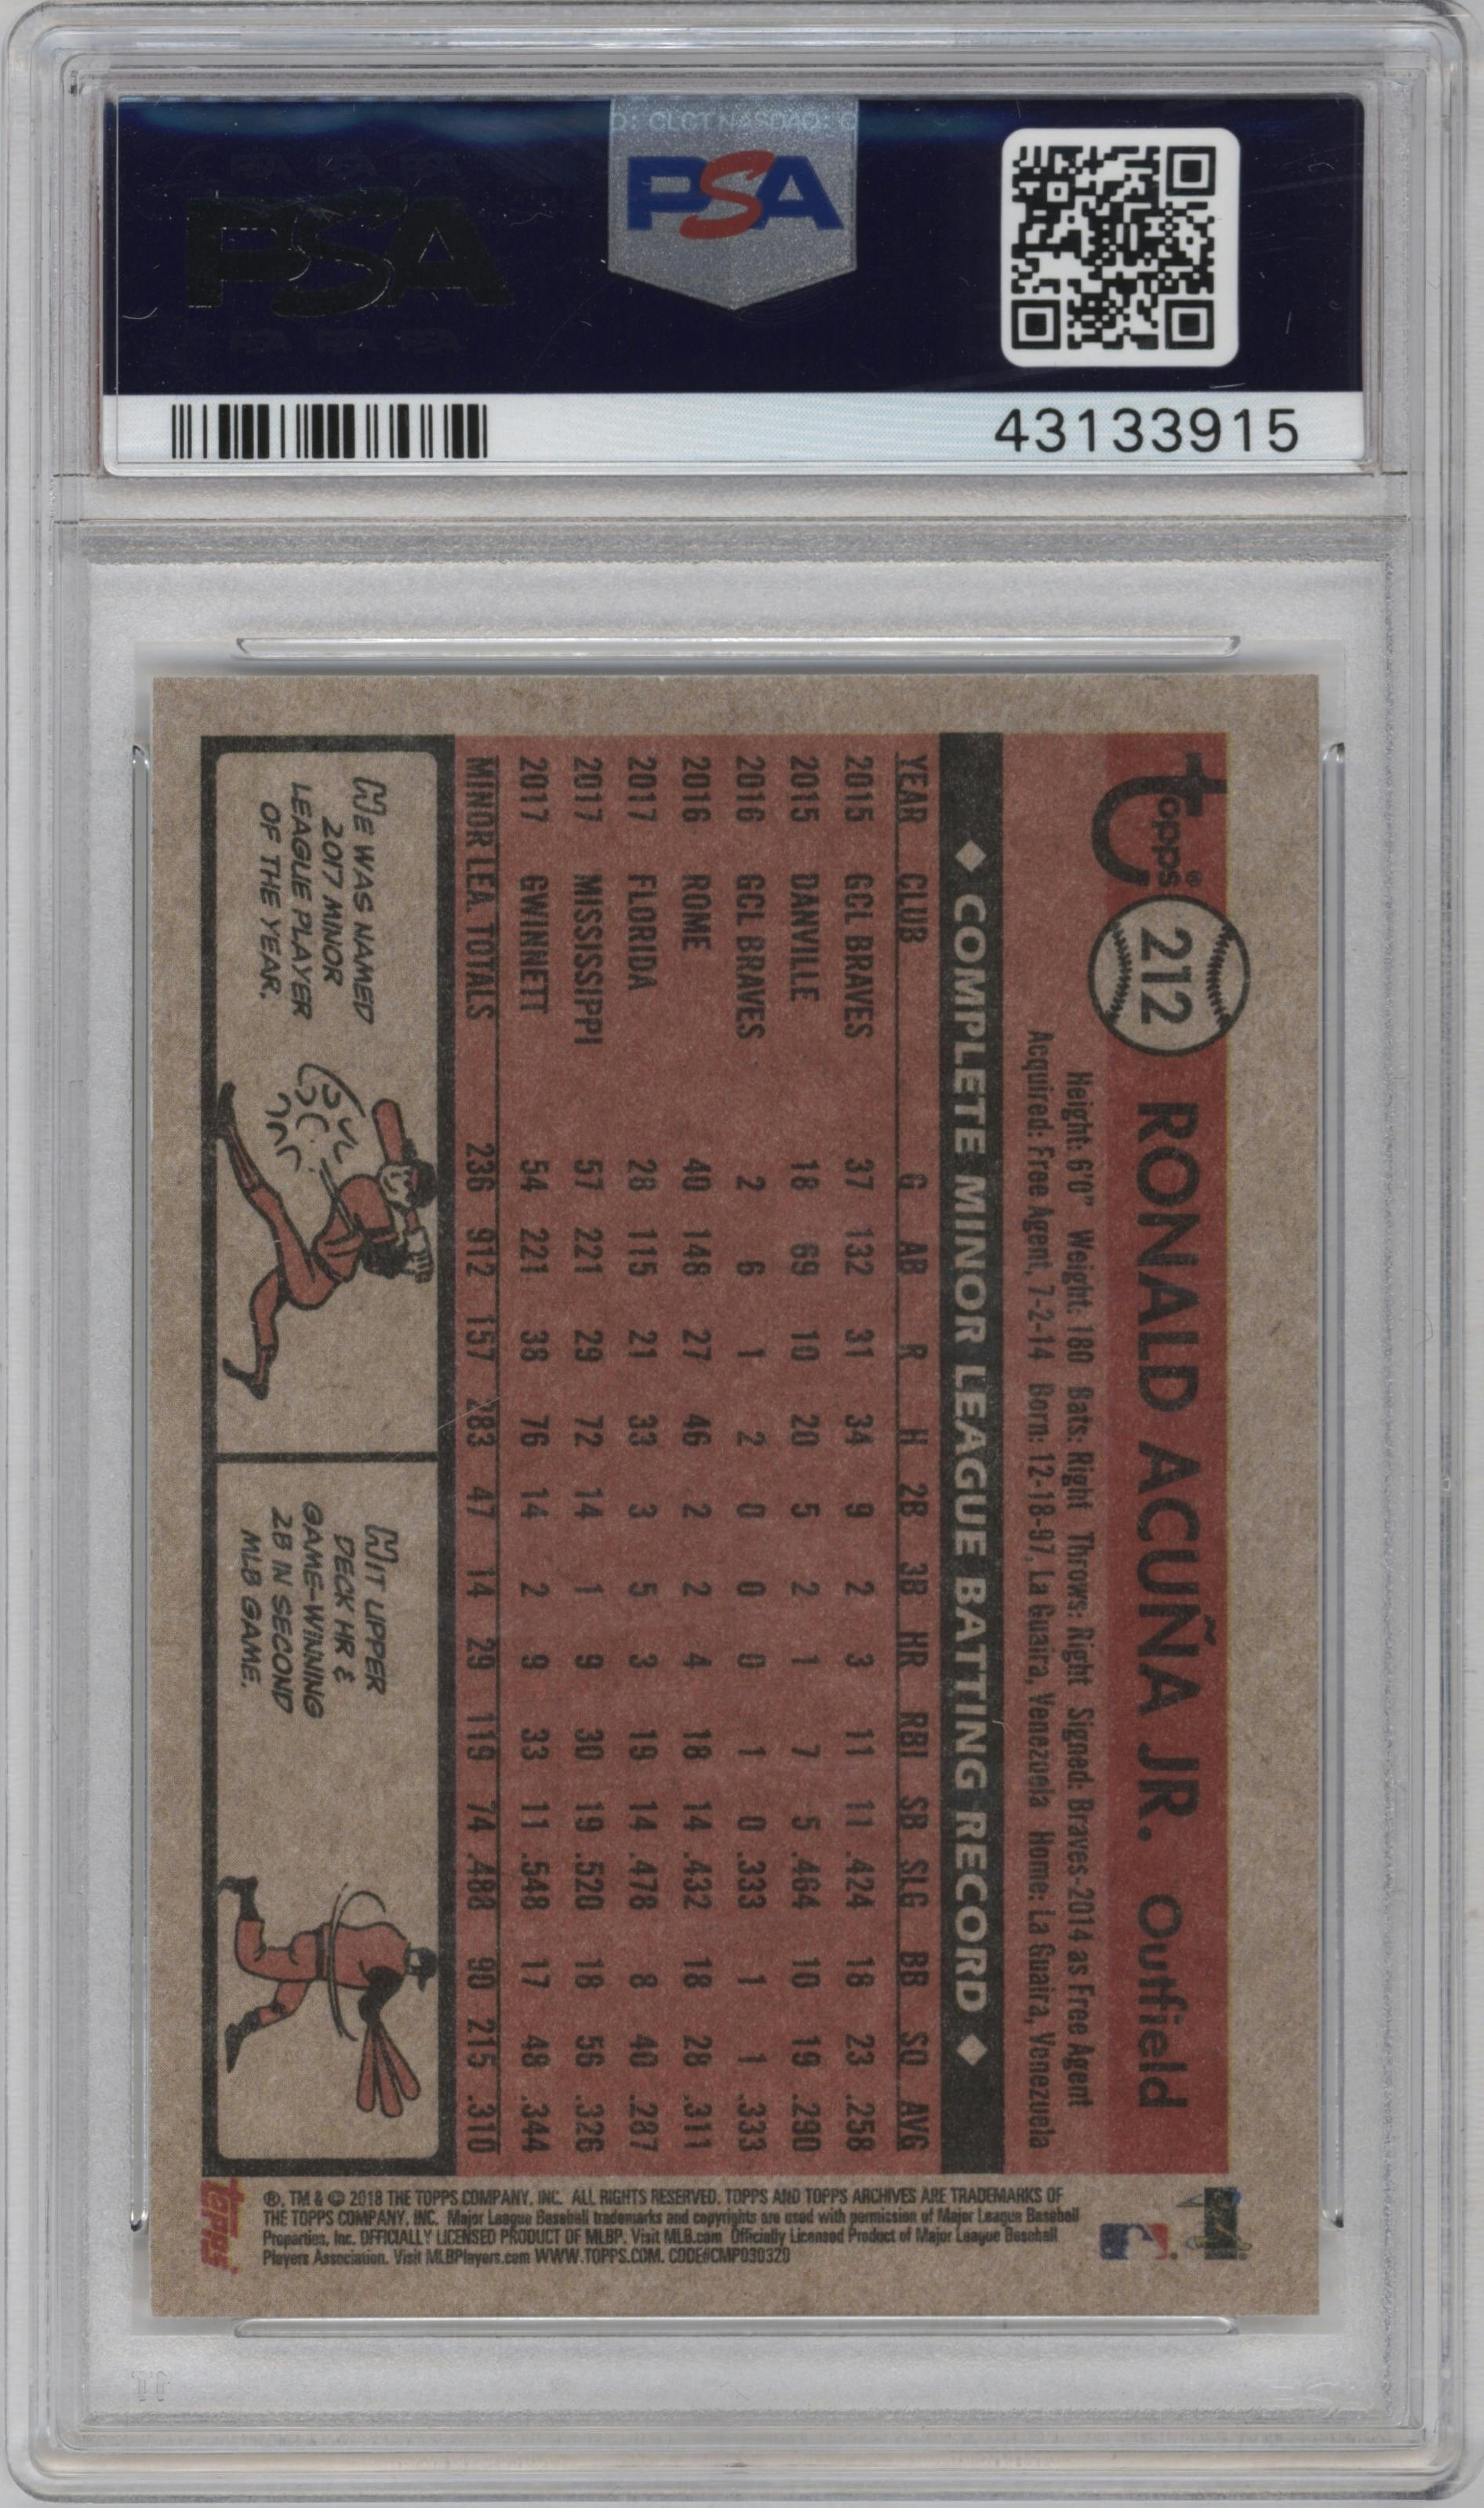 D: CLCT NASDAQ: C
PSA
PSA
43133915
topps®
212
RONALD ACUÑA JR. Outfield
Height: 6'0" Weight: 180 Bats: Right Throws: Right Signed: Braves-2014 as Free Agent
Acquired: Free Agent, 7-2-14 Born: 12-18-97, La Guaira, Venezuela Home: La Guaira, Venezuela
COMPLETE MINOR LEAGUE BATTING RECORD
YEAR CLUB G AB R H 2B 3B HR RBI SB SLG BB SO AVG
2015 GCL BRAVES 37 132 31 34 9 2 3 11 11 .424 18 23 .258
2015 DANVILLE 18 69 10 20 5 2 1 7 5 .464 10 19 .290
2016 GCL BRAVES 2 6 1 2 0 0 0 1 0 .333 1 1 .333
2016 ROME 40 148 27 46 2 2 4 18 14 .432 18 28 .311
2017 FLORIDA 28 115 21 33 3 5 3 19 14 .478 8 40 .287
2017 MISSISSIPPI 57 221 29 72 14 1 9 30 19 .520 18 56 .326
2017 GWINNETT 54 221 38 76 14 2 9 33 11 .548 17 48 .344
MINOR LEA. TOTALS 236 912 157 283 47 14 29 119 74 .488 90 215 .310
HE WAS NAMED
2017 MINOR
LEAGUE PLAYER
OF THE YEAR.
HIT UPPER
DECK HR &
GAME-WINNING
2B IN SECOND
MLB GAME.
®, TM & © 2018 THE TOPPS COMPANY, INC. ALL RIGHTS RESERVED. TOPPS AND TOPPS ARCHIVES ARE TRADEMARKS OF
THE TOPPS COMPANY, INC. Major League Baseball trademarks and copyrights are used with permission of Major League Baseball
Properties, Inc. OFFICIALLY LICENSED PRODUCT OF MLBP. Visit MLB.com Officially Licensed Product of Major League Baseball
Players Association. Visit MLBPlayers.com WWW.TOPPS.COM. CODE#CMP030320
topps